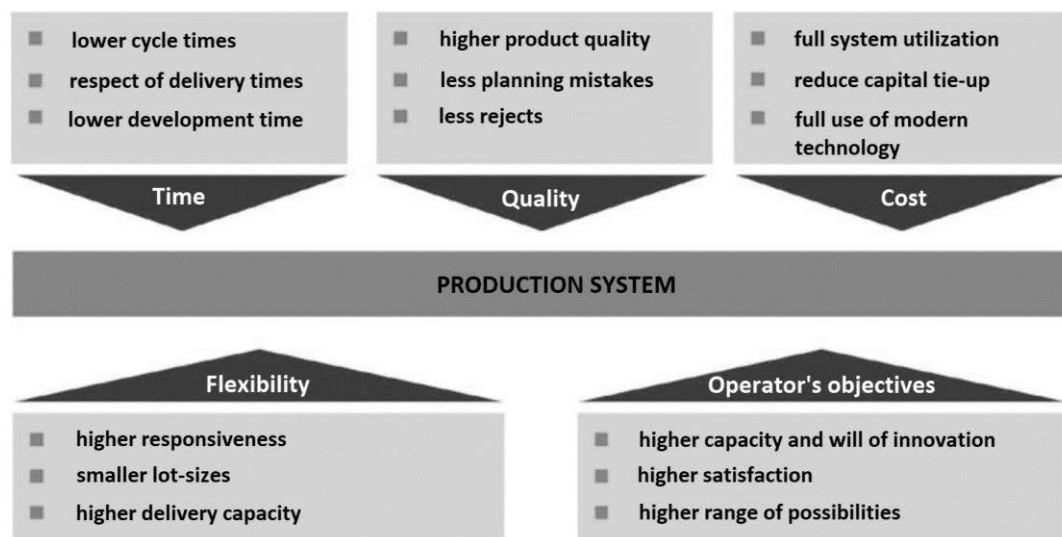 lower cycle times
respect of delivery times
lower development time
Time
higher product quality
less planning mistakes
less rejects
Quality
full system utilization
reduce capital tie-up
full use of modern
technology
Cost
PRODUCTION SYSTEM
Flexibility
higher responsiveness
smaller lot-sizes
higher delivery capacity
Operator's objectives
higher capacity and will of innovation
higher satisfaction
higher range of possibilities